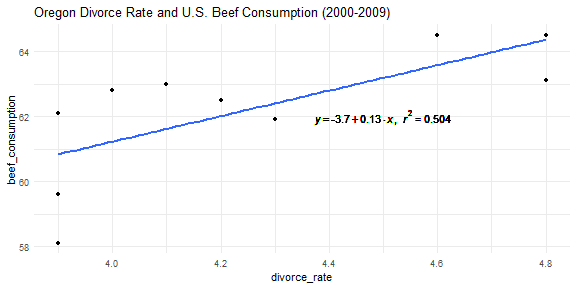 Oregon Divorce Rate and U.S. Beef Consumption (2000-2009)
64
62
60
58
beef_consumption
y = -3.7 + 0.13 · x, r² = 0.504
4.0 4.2 4.4 4.6 4.8
divorce_rate